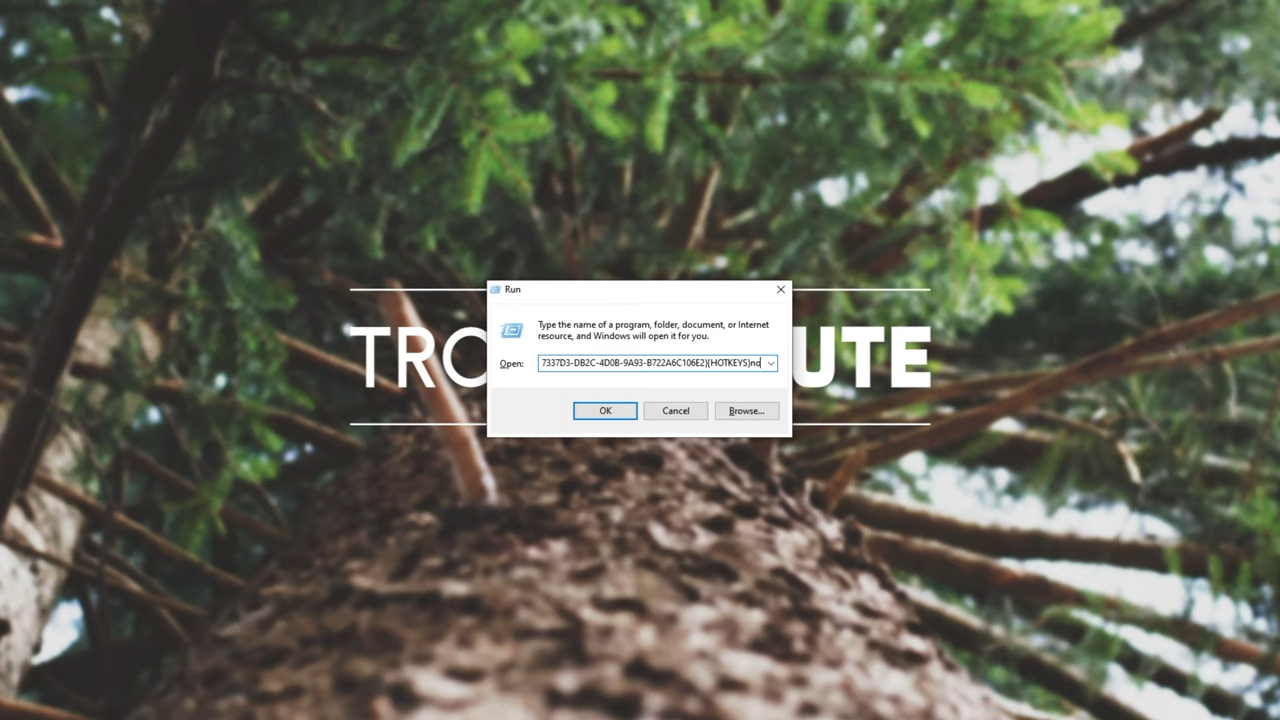 Run
TRO UTE
Type the name of a program, folder, document, or Internet
resource, and Windows will open it for you.
Open: 7337D3-DB2C-4D0B-9A93-B722A6C106E2}{HOTKEYS}nc
OK Cancel Browse...